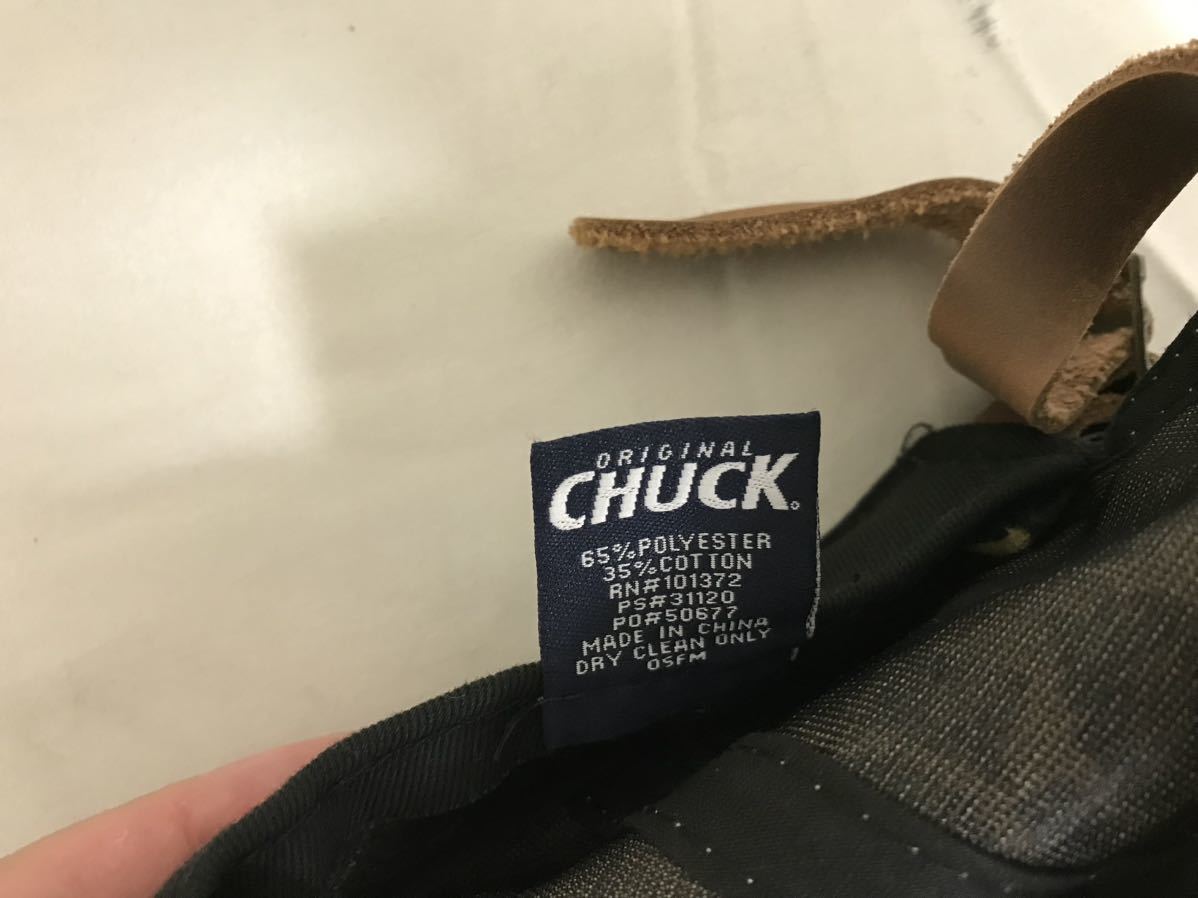 ORIGINAL
CHUCK®
65%POLYESTER
35%COTTON
RN#101372
PS#31120
PO#50677
MADE IN CHINA
DRY CLEAN ONLY
OSFM